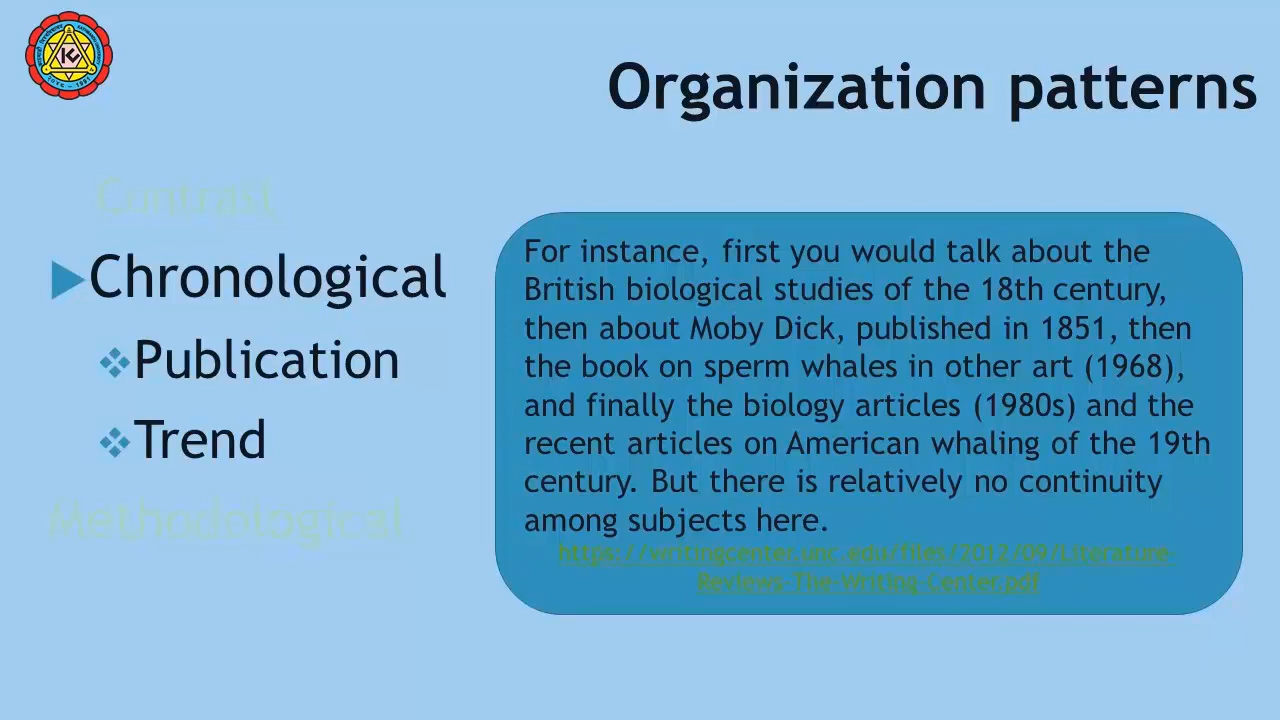 Organization patterns
Contrast
Chronological
Publication
Trend
Methodological
For instance, first you would talk about the
British biological studies of the 18th century,
then about Moby Dick, published in 1851, then
the book on sperm whales in other art (1968),
and finally the biology articles (1980s) and the
recent articles on American whaling of the 19th
century. But there is relatively no continuity
among subjects here.
https://writingcenter.unc.edu/files/2012/09/Literature-
Reviews-The-Writing-Center.pdf